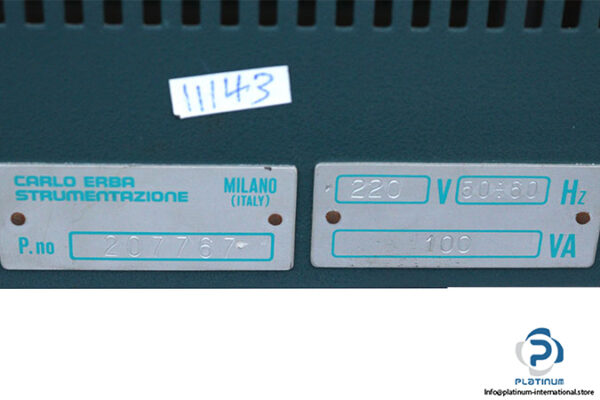 11143
CARLO ERBA
STRUMENTAZIONE
MILANO
(ITALY)
P.no 207767
220 V 50÷60 Hz
100 VA
PLATINUM
Info@platinum-international.store